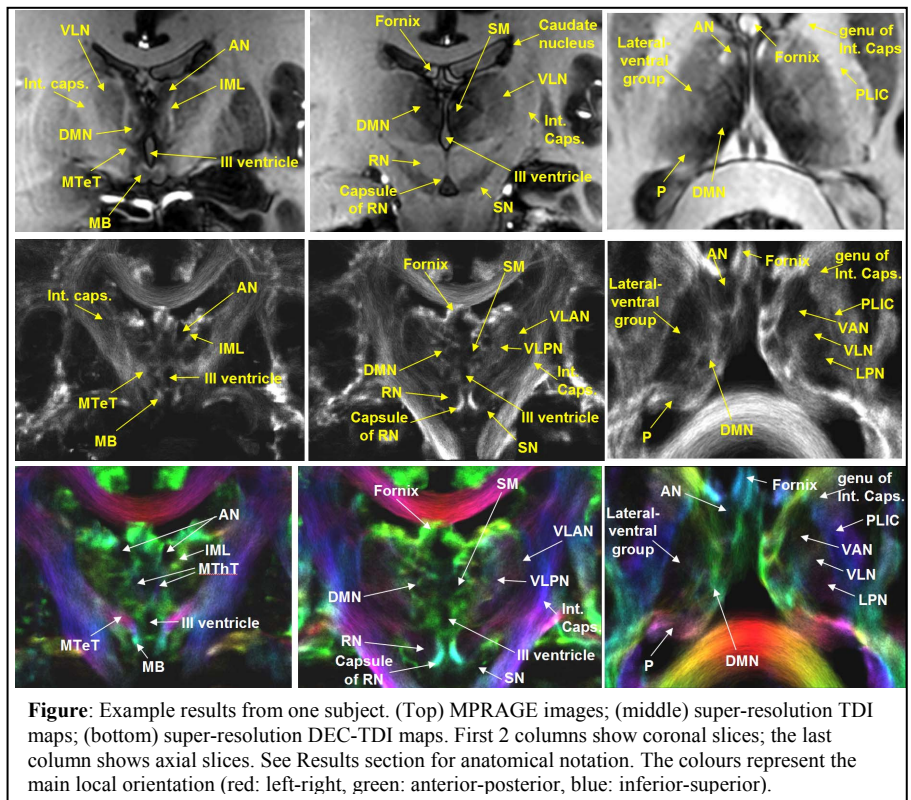 VLN
AN
Int. caps.
IML
DMN
III ventricle
MTeT
MB
Fornix
SM
Caudate
nucleus
VLN
DMN
Int.
Caps.
RN
III ventricle
Capsule
of RN
SN
AN
genu of
Int. Caps
Lateral-
ventral
group
Fornix
PLIC
P
DMN
Int. caps.
AN
IML
III ventricle
MTeT
MB
Fornix
SM
VLAN
VLPN
DMN
Int.
Caps.
RN
Capsule
of RN
III ventricle
SN
AN
Fornix
genu of
Int. Caps.
Lateral-
ventral
group
PLIC
VAN
VLN
LPN
P
DMN
AN
IML
MThT
III ventricle
MTeT
MB
Fornix
SM
VLAN
VLPN
DMN
Int.
Caps
RN
III ventricle
Capsule
of RN
SN
AN
Fornix
genu of
Int. Caps.
Lateral-
ventral
group
PLIC
VAN
VLN
LPN
P
DMN
Figure: Example results from one subject. (Top) MPRAGE images; (middle) super-resolution TDI
maps; (bottom) super-resolution DEC-TDI maps. First 2 columns show coronal slices; the last
column shows axial slices. See Results section for anatomical notation. The colours represent the
main local orientation (red: left-right, green: anterior-posterior, blue: inferior-superior).